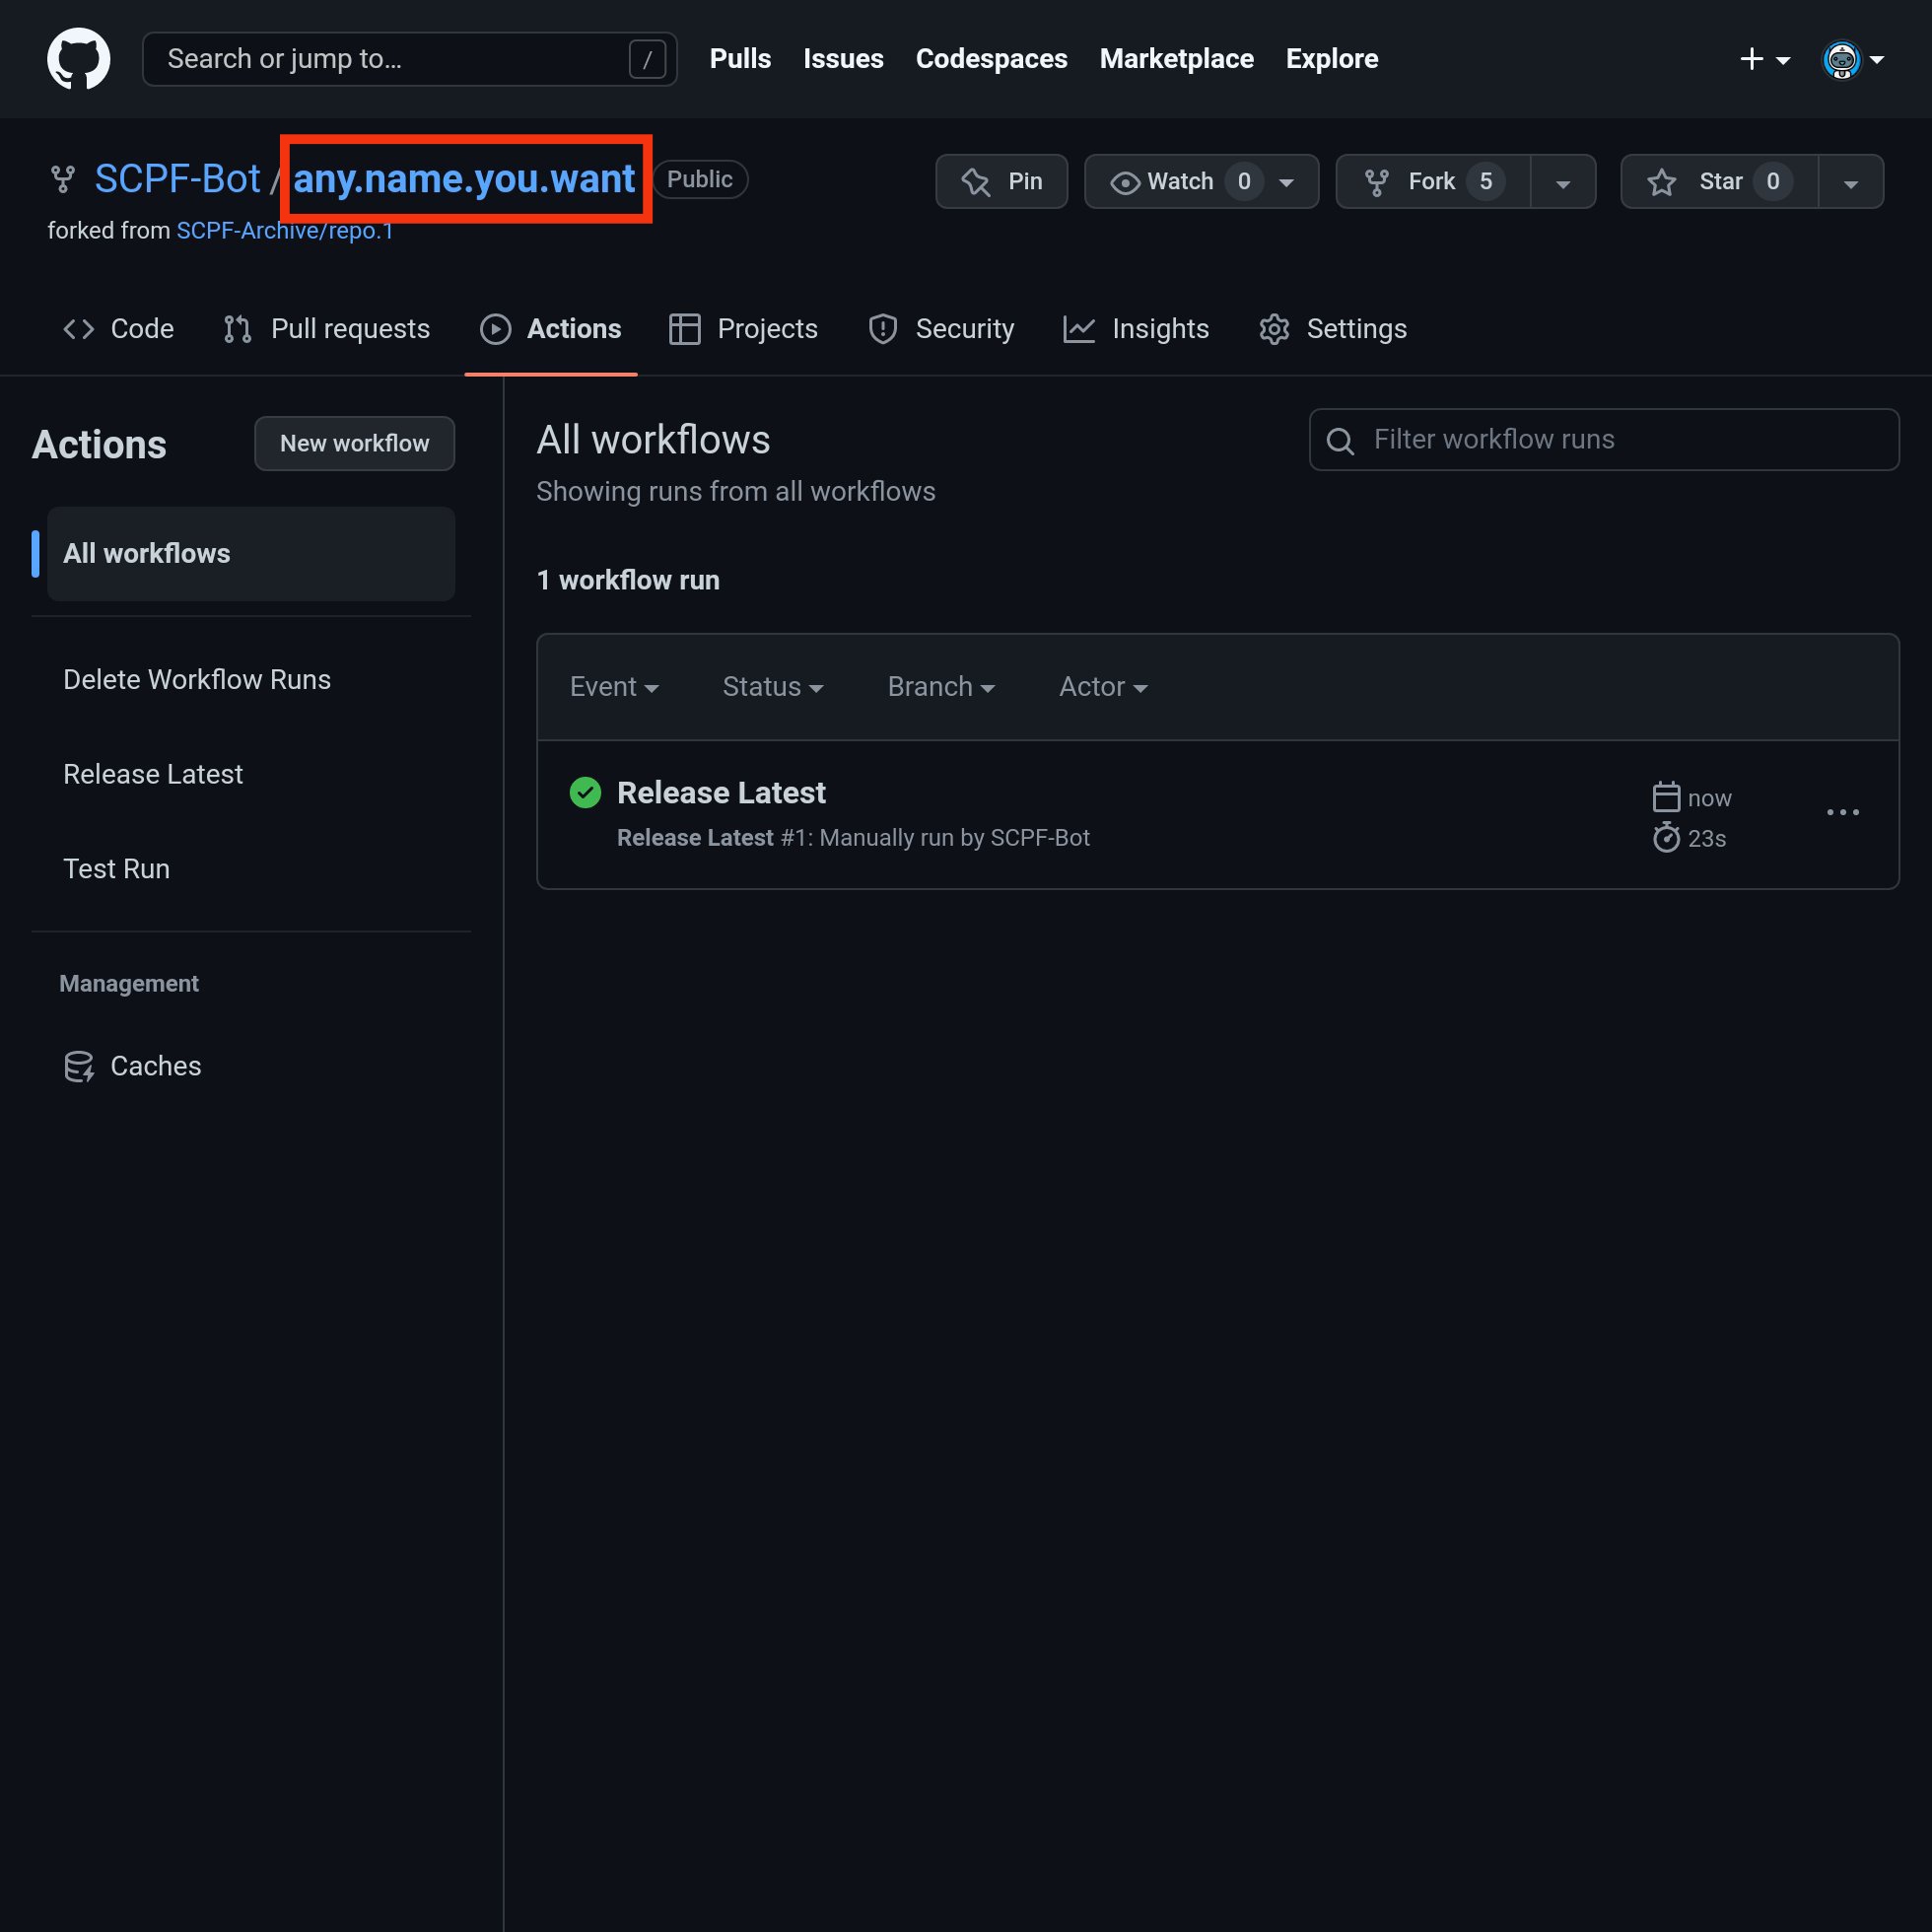 Search or jump to...
/
Pulls Issues Codespaces Marketplace Explore
SCPF-Bot / any.name.you.want Public
Pin
Watch 0
Fork 5
Star 0
forked from SCPF-Archive/repo.1
Code Pull requests Actions Projects Security Insights Settings
Actions
New workflow
All workflows
Delete Workflow Runs
Release Latest
Test Run
Management
Caches
All workflows
Showing runs from all workflows
Filter workflow runs
1 workflow run
Event Status Branch Actor
Release Latest
Release Latest #1: Manually run by SCPF-Bot
now
23s